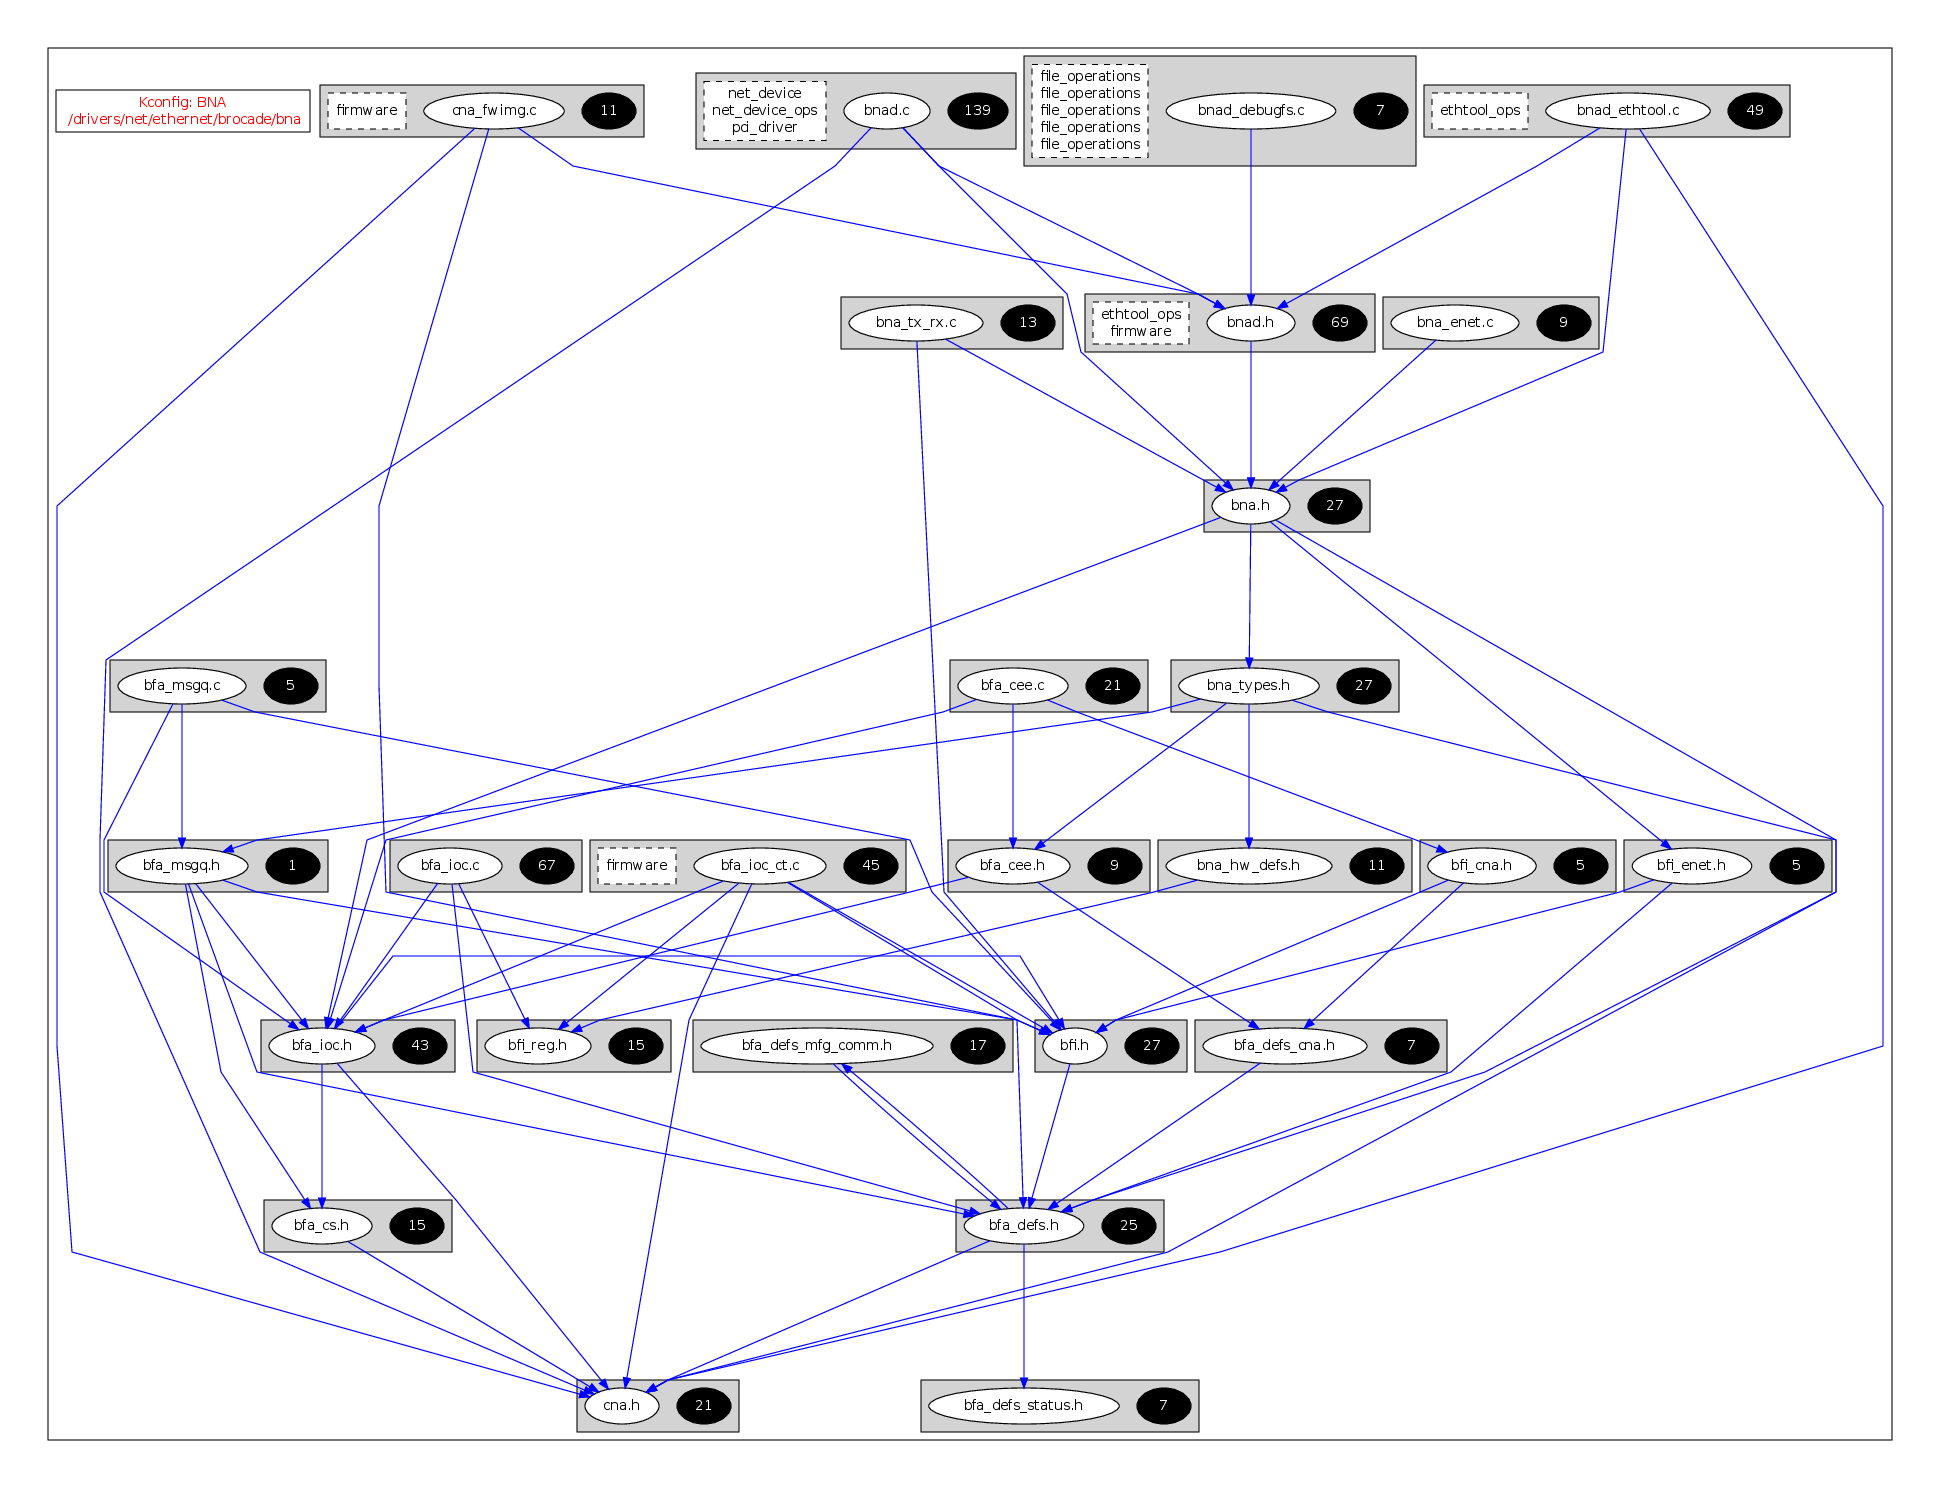 Kconfig: BNA
/drivers/net/ethernet/brocade/bna
firmware
cna_fwimg.c
11
net_device
net_device_ops
pd_driver
bnad.c
139
file_operations
file_operations
file_operations
file_operations
file_operations
bnad_debugfs.c
7
ethtool_ops
bnad_ethtool.c
49
bna_tx_rx.c
13
ethtool_ops
firmware
bnad.h
69
bna_enet.c
9
bna.h
27
bfa_msgq.c
5
bfa_cee.c
21
bna_types.h
27
bfa_msgq.h
1
bfa_ioc.c
67
firmware
bfa_ioc_ct.c
45
bfa_cee.h
9
bna_hw_defs.h
11
bfi_cna.h
5
bfi_enet.h
5
bfa_ioc.h
43
bfi_reg.h
15
bfa_defs_mfg_comm.h
17
bfi.h
27
bfa_defs_cna.h
7
bfa_cs.h
15
bfa_defs.h
25
cna.h
21
bfa_defs_status.h
7